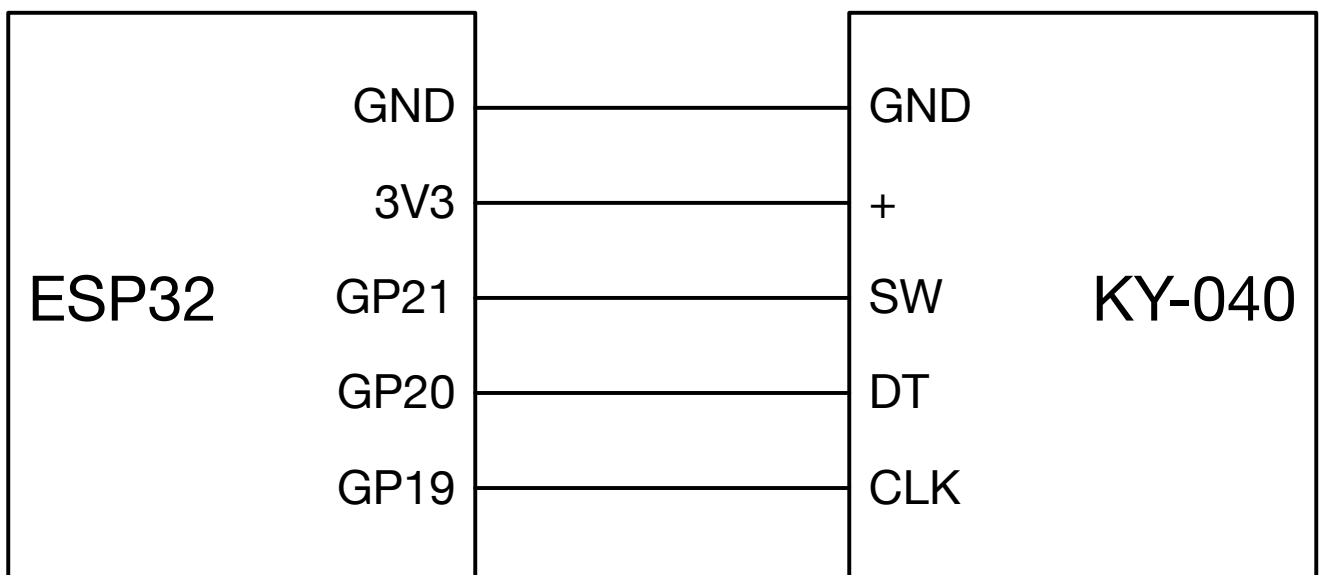 GND GND
3V3 +
ESP32 GP21 SW KY-040
GP20 DT
GP19 CLK